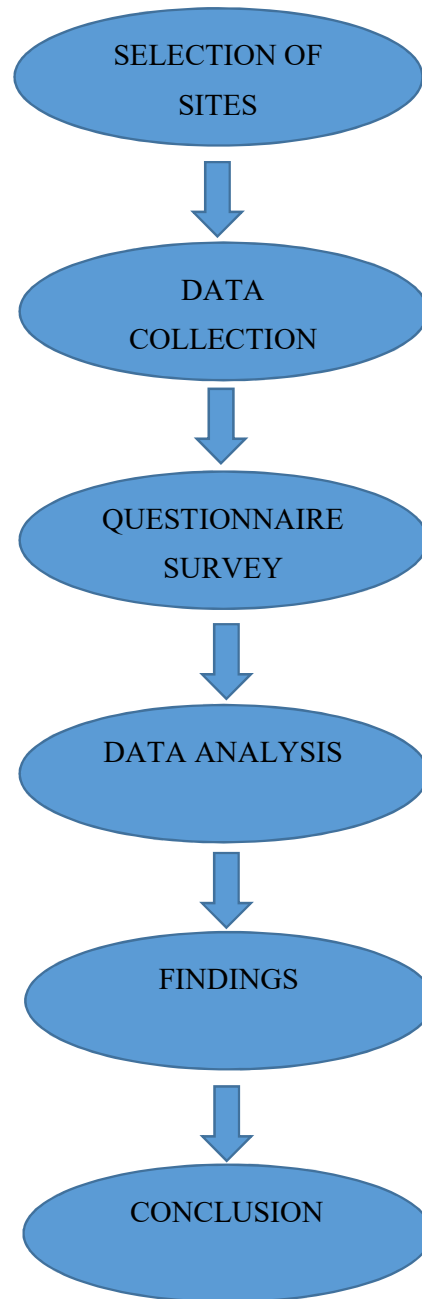 SELECTION OF
SITES
DATA
COLLECTION
QUESTIONNAIRE
SURVEY
DATA ANALYSIS
FINDINGS
CONCLUSION